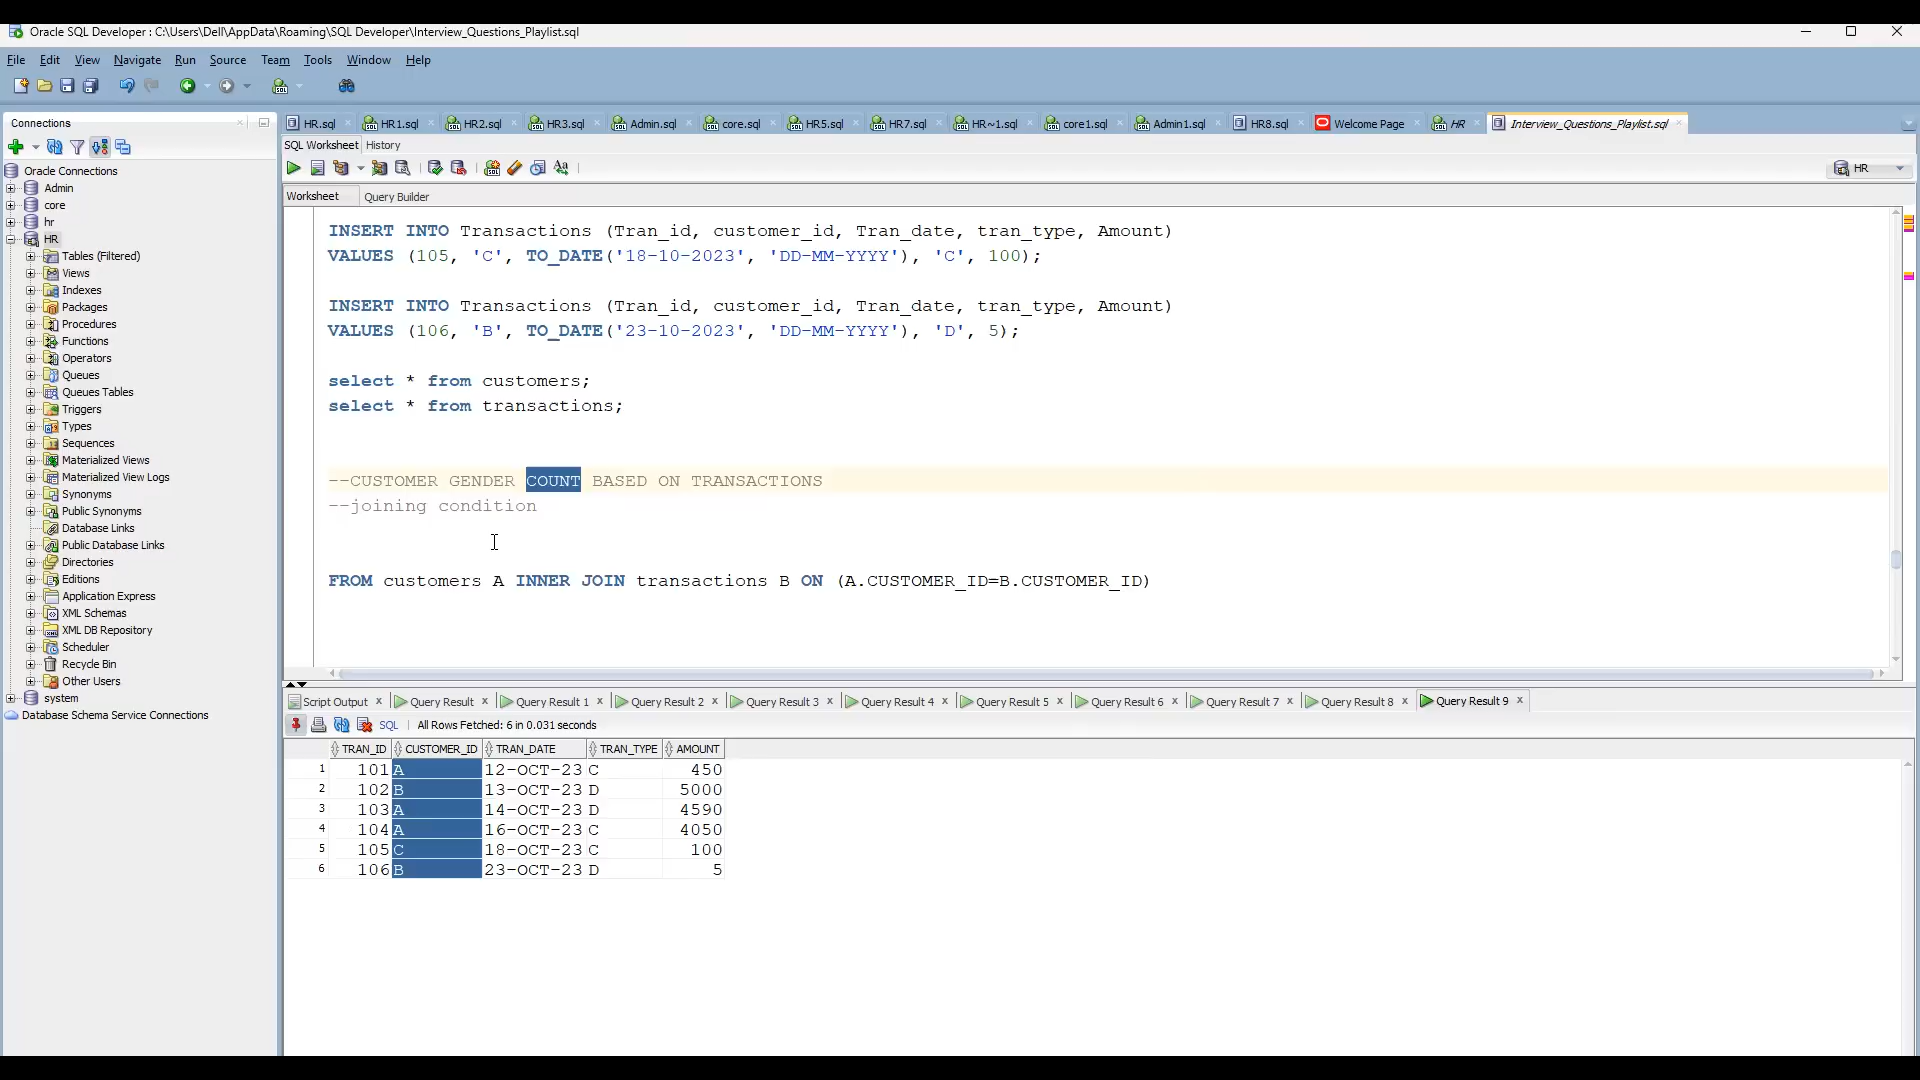 Oracle SQL Developer : C:\Users\Dell\AppData\Roaming\SQL Developer\Interview_Questions_Playlist.sql
File Edit View Navigate Run Source Team Tools Window Help
Connections
Oracle Connections
Admin
core
hr
HR
Tables (Filtered)
Views
Indexes
Packages
Procedures
Functions
Operators
Queues
Queues Tables
Triggers
Types
Sequences
Materialized Views
Materialized View Logs
Synonyms
Public Synonyms
Database Links
Public Database Links
Directories
Editions
Application Express
XML Schemas
XML DB Repository
Scheduler
Recycle Bin
Other Users
system
Database Schema Service Connections
HR.sql HR1.sql HR2.sql HR3.sql Admin.sql core.sql HR5.sql HR7.sql HR~1.sql core1.sql Admin1.sql HR8.sql Welcome Page HR Interview_Questions_Playlist.sql
SQL Worksheet History
HR
Worksheet Query Builder
INSERT INTO Transactions (Tran_id, customer_id, Tran_date, tran_type, Amount)
VALUES (105, 'C', TO_DATE('18-10-2023', 'DD-MM-YYYY'), 'C', 100);
INSERT INTO Transactions (Tran_id, customer_id, Tran_date, tran_type, Amount)
VALUES (106, 'B', TO_DATE('23-10-2023', 'DD-MM-YYYY'), 'D', 5);
select * from customers;
select * from transactions;
--CUSTOMER GENDER COUNT BASED ON TRANSACTIONS
--joining condition
FROM customers A INNER JOIN transactions B ON (A.CUSTOMER_ID=B.CUSTOMER_ID)
Script Output Query Result Query Result 1 Query Result 2 Query Result 3 Query Result 4 Query Result 5 Query Result 6 Query Result 7 Query Result 8 Query Result 9
SQL | All Rows Fetched: 6 in 0.031 seconds
TRAN_ID CUSTOMER_ID TRAN_DATE TRAN_TYPE AMOUNT
1 101 A 12-OCT-23 C 450
2 102 B 13-OCT-23 D 5000
3 103 A 14-OCT-23 D 4590
4 104 A 16-OCT-23 C 4050
5 105 C 18-OCT-23 C 100
6 106 B 23-OCT-23 D 5